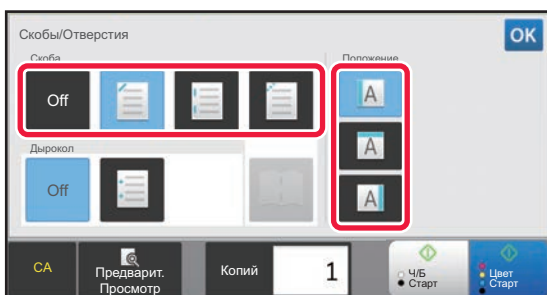 Скобы/Отверстия
OK
Скоба
Положение
Off
A
A
A
Дырокол
Off
CA
Предварит.
Просмотр
Копий
1
Ч/Б
Старт
Цвет
Старт